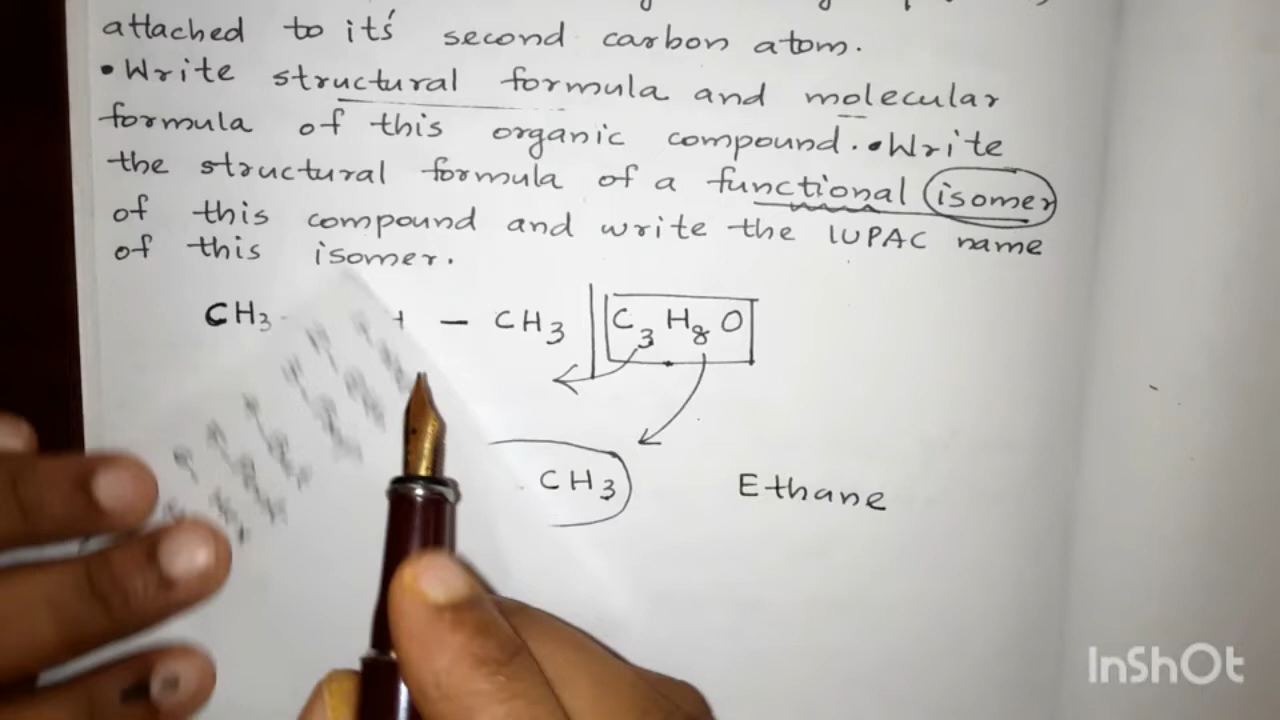 attached to it's second carbon atom.
• Write structural formula and molecular
formula of this organic compound. • Write
the structural formula of a functional isomer
of this compound and write the IUPAC name
of this isomer.
CH3 - CH3 C3H8O
CH3 Ethane
InShOt